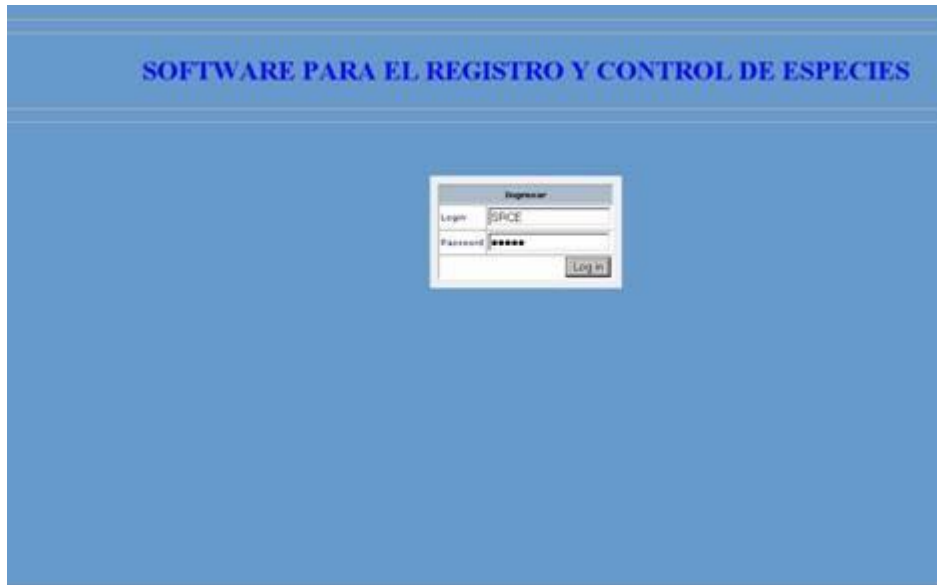 SOFTWARE PARA EL REGISTRO Y CONTROL DE ESPECIES
Ingresar
Login SRCE
Password •••••
Log in